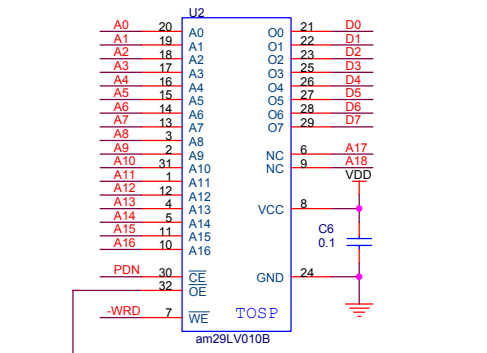 U2
A0 20 A0 O0 21 D0
A1 19 A1 O1 22 D1
A2 18 A2 O2 23 D2
A3 17 A3 O3 25 D3
A4 16 A4 O4 26 D4
A5 15 A5 O5 27 D5
A6 14 A6 O6 28 D6
A7 13 A7 O7 29 D7
A8 3 A8
A9 2 A9 NC 6 A17
A10 31 A10 NC 9 A18
A11 1 A11 VDD
A12 12 A12
A13 4 A13 VCC 8
A14 5 A14
A15 11 A15 C6
A16 10 A16 0.1
PDN 30 CE GND 24
32 OE
-WRD 7 WE TOSP
am29LV010B